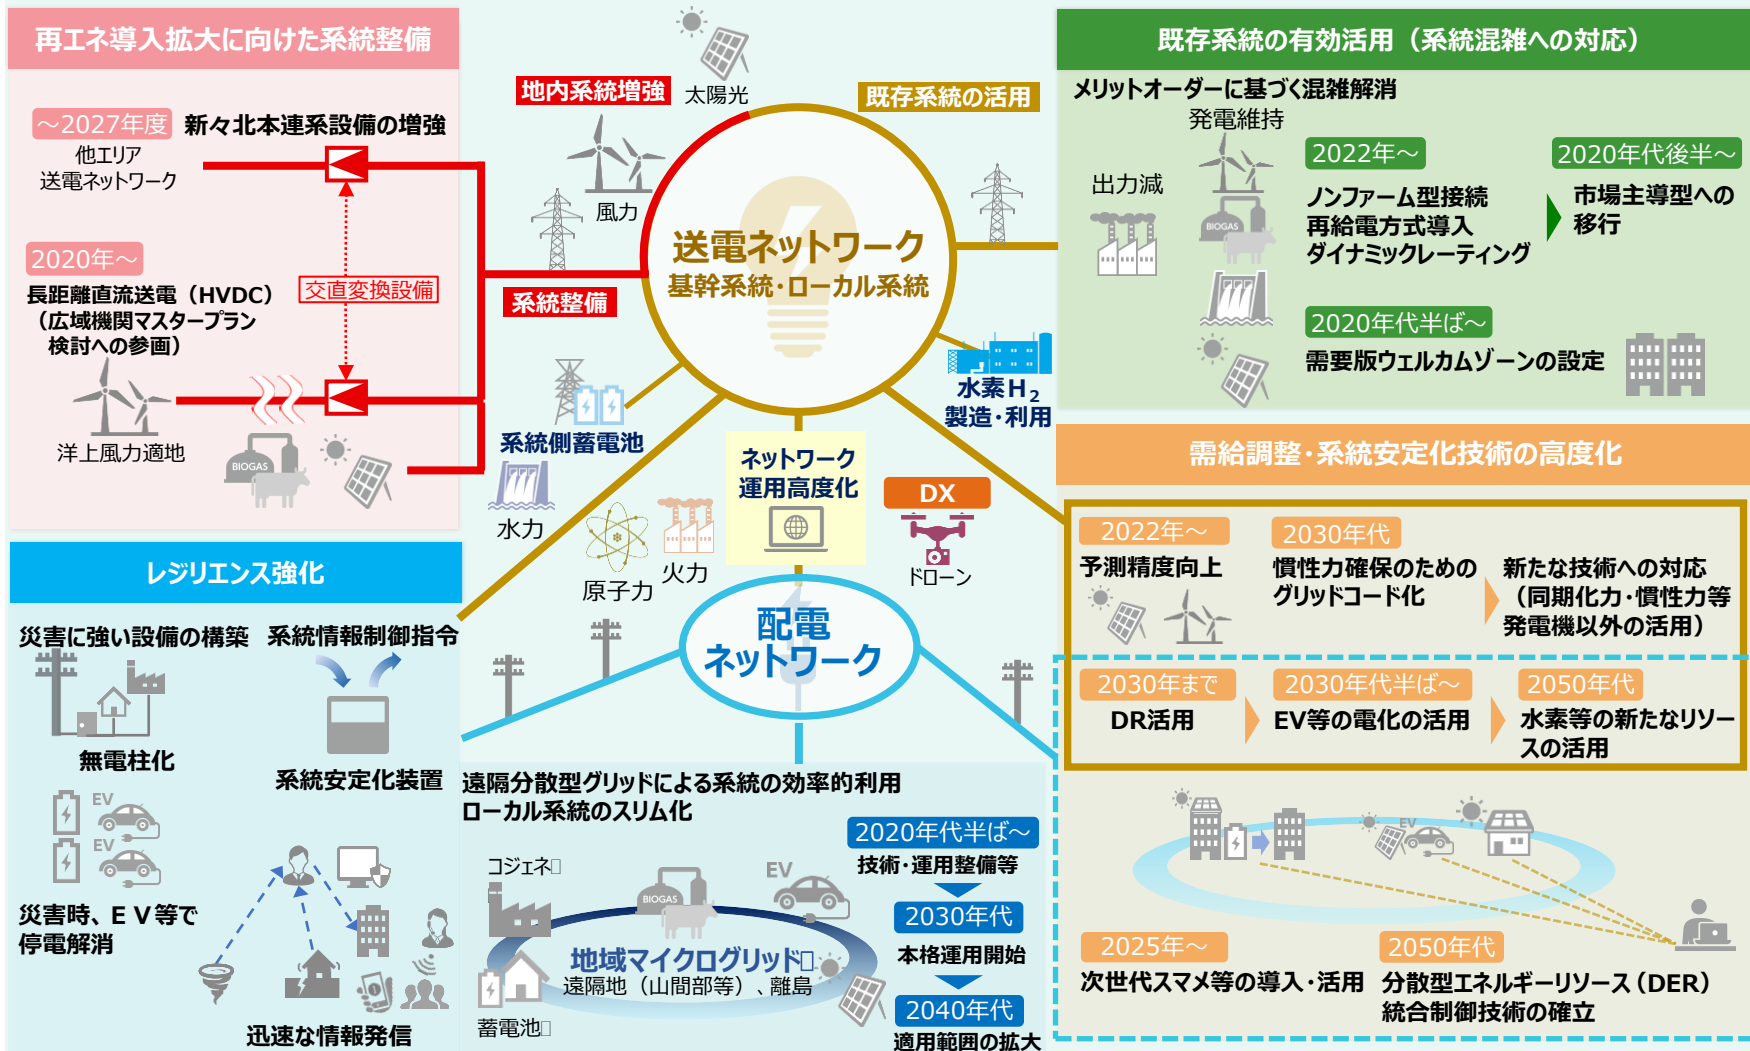 再エネ導入拡大に向けた系統整備
～2027年度
新々北本連系設備の増強
他エリア
送電ネットワーク
2020年～
長距離直流送電（HVDC）
（広域機関マスタープラン
検討への参画）
交直変換設備
洋上風力適地
BIOGAS
地内系統増強
太陽光
風力
系統整備
既存系統の活用
送電ネットワーク
基幹系統・ローカル系統
系統側蓄電池
水素H2
製造・利用
水力
原子力
火力
ネットワーク
運用高度化
DX
ドローン
配電
ネットワーク
既存系統の有効活用（系統混雑への対応）
メリットオーダーに基づく混雑解消
発電維持
出力減
BIOGAS
2022年～
ノンファーム型接続
再給電方式導入
ダイナミックレーティング
2020年代後半～
市場主導型への
移行
2020年代半ば～
需要版ウェルカムゾーンの設定
需給調整・系統安定化技術の高度化
2022年～
予測精度向上
2030年代
慣性力確保のための
グリッドコード化
新たな技術への対応
（同期化力・慣性力等
発電機以外の活用）
2030年まで
DR活用
2030年代半ば～
EV等の電化の活用
2050年代
水素等の新たなリソー
スの活用
EV
2025年～
次世代スマメ等の導入・活用
2050年代
分散型エネルギーリソース（DER）
統合制御技術の確立
レジリエンス強化
災害に強い設備の構築
無電柱化
系統情報制御指令
系統安定化装置
EV
EV
災害時、ＥＶ等で
停電解消
迅速な情報発信
遠隔分散型グリッドによる系統の効率的利用
ローカル系統のスリム化
コジェネ□
BIOGAS
EV
地域マイクログリッド□
遠隔地（山間部等）、離島
蓄電池□
2020年代半ば～
技術・運用整備等
2030年代
本格運用開始
2040年代
適用範囲の拡大